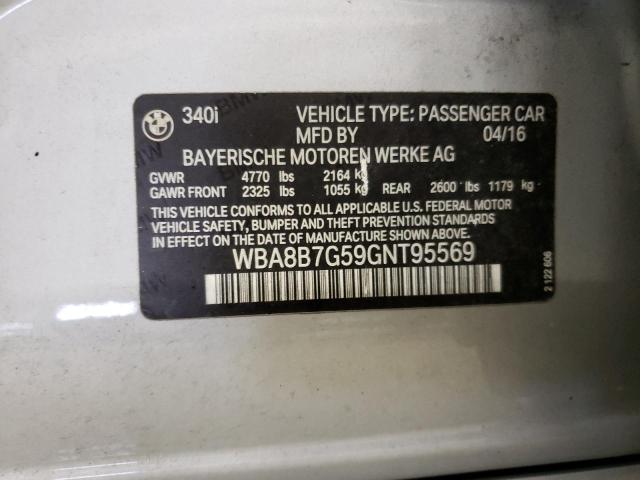 340i VEHICLE TYPE: PASSENGER CAR
MFD BY 04/16
BAYERISCHE MOTOREN WERKE AG
GVWR 4770 lbs 2164 kg
GAWR FRONT 2325 lbs 1055 kg REAR 2600 lbs 1179 kg
THIS VEHICLE CONFORMS TO ALL APPLICABLE U.S. FEDERAL MOTOR
VEHICLE SAFETY, BUMPER AND THEFT PREVENTION STANDARDS
IN EFFECT ON THE DATE OF MANUFACTURE SHOWN ABOVE.
WBA8B7G59GNT95569
2 122 606